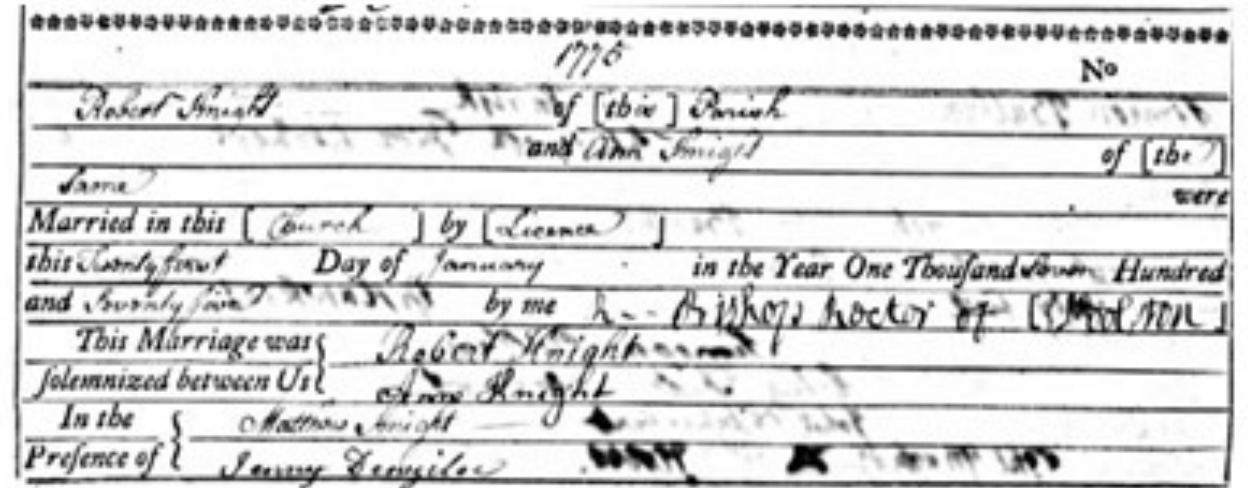 1775
No
Robert Knight of [this] Parish
and Ann Knight of [the]
same were
Married in this [Church] by [Licence]
this Twenty first Day of January in the Year One Thouſand Seven Hundred
and Seventy five by me Bishop Rector of
This Marriage was Robert Knight
ſolemnized between Us Anne Knight
In the Matthew Knight
Preſence of Jenny